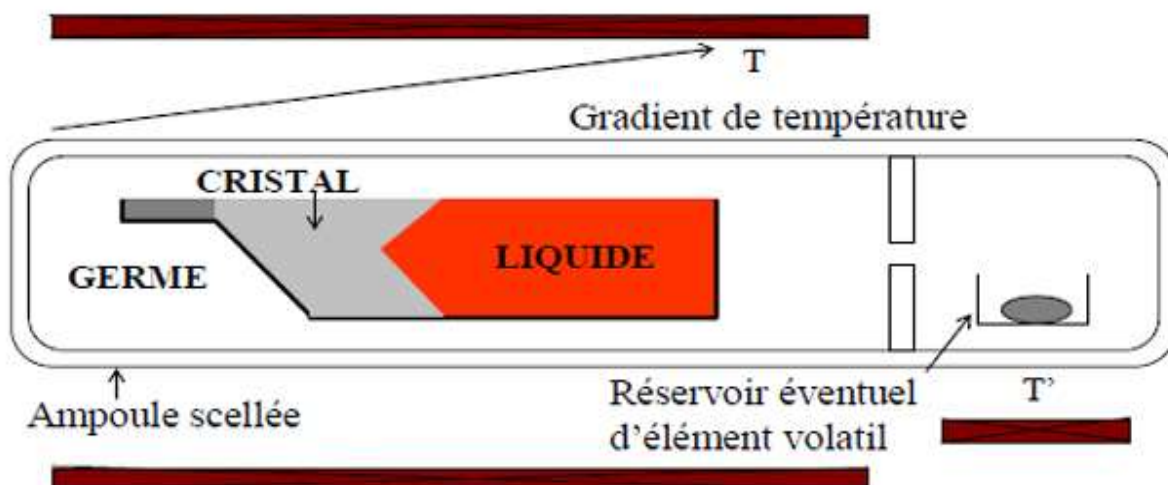 T
Gradient de température
CRISTAL
GERME
LIQUIDE
Ampoule scellée
Réservoir éventuel
d'élément volatil
T'